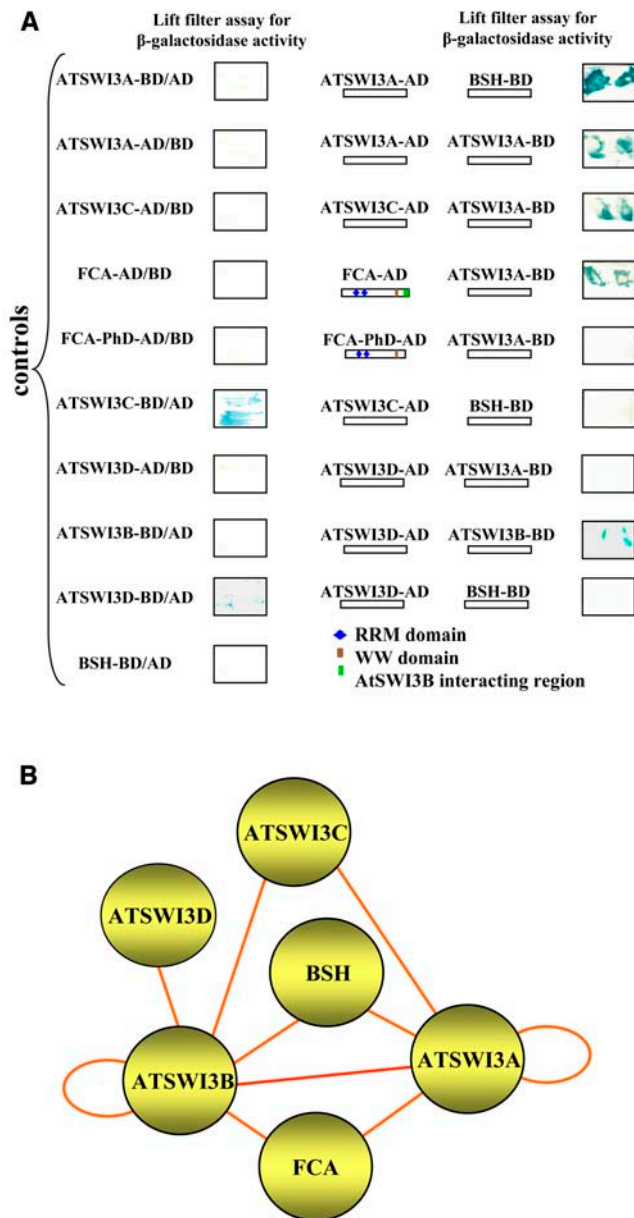 A
Lift filter assay for
β-galactosidase activity
Lift filter assay for
β-galactosidase activity
controls
ATSWI3A-BD/AD
ATSWI3A-AD
BSH-BD
ATSWI3A-AD/BD
ATSWI3A-AD
ATSWI3A-BD
ATSWI3C-AD/BD
ATSWI3C-AD
ATSWI3A-BD
FCA-AD/BD
FCA-AD
ATSWI3A-BD
FCA-PhD-AD/BD
FCA-PHD-AD
ATSWI3A-BD
ATSWI3C-BD/AD
ATSWI3C-AD
BSH-BD
ATSWI3D-AD/BD
ATSWI3D-AD
ATSWI3A-BD
ATSWI3B-BD/AD
ATSWI3D-AD
ATSWI3B-BD
ATSWI3D-BD/AD
ATSWI3D-AD
BSH-BD
BSH-BD/AD
RRM domain
WW domain
AtSWI3B interacting region
B
ATSWI3C
ATSWI3D
BSH
ATSWI3B
ATSWI3A
FCA